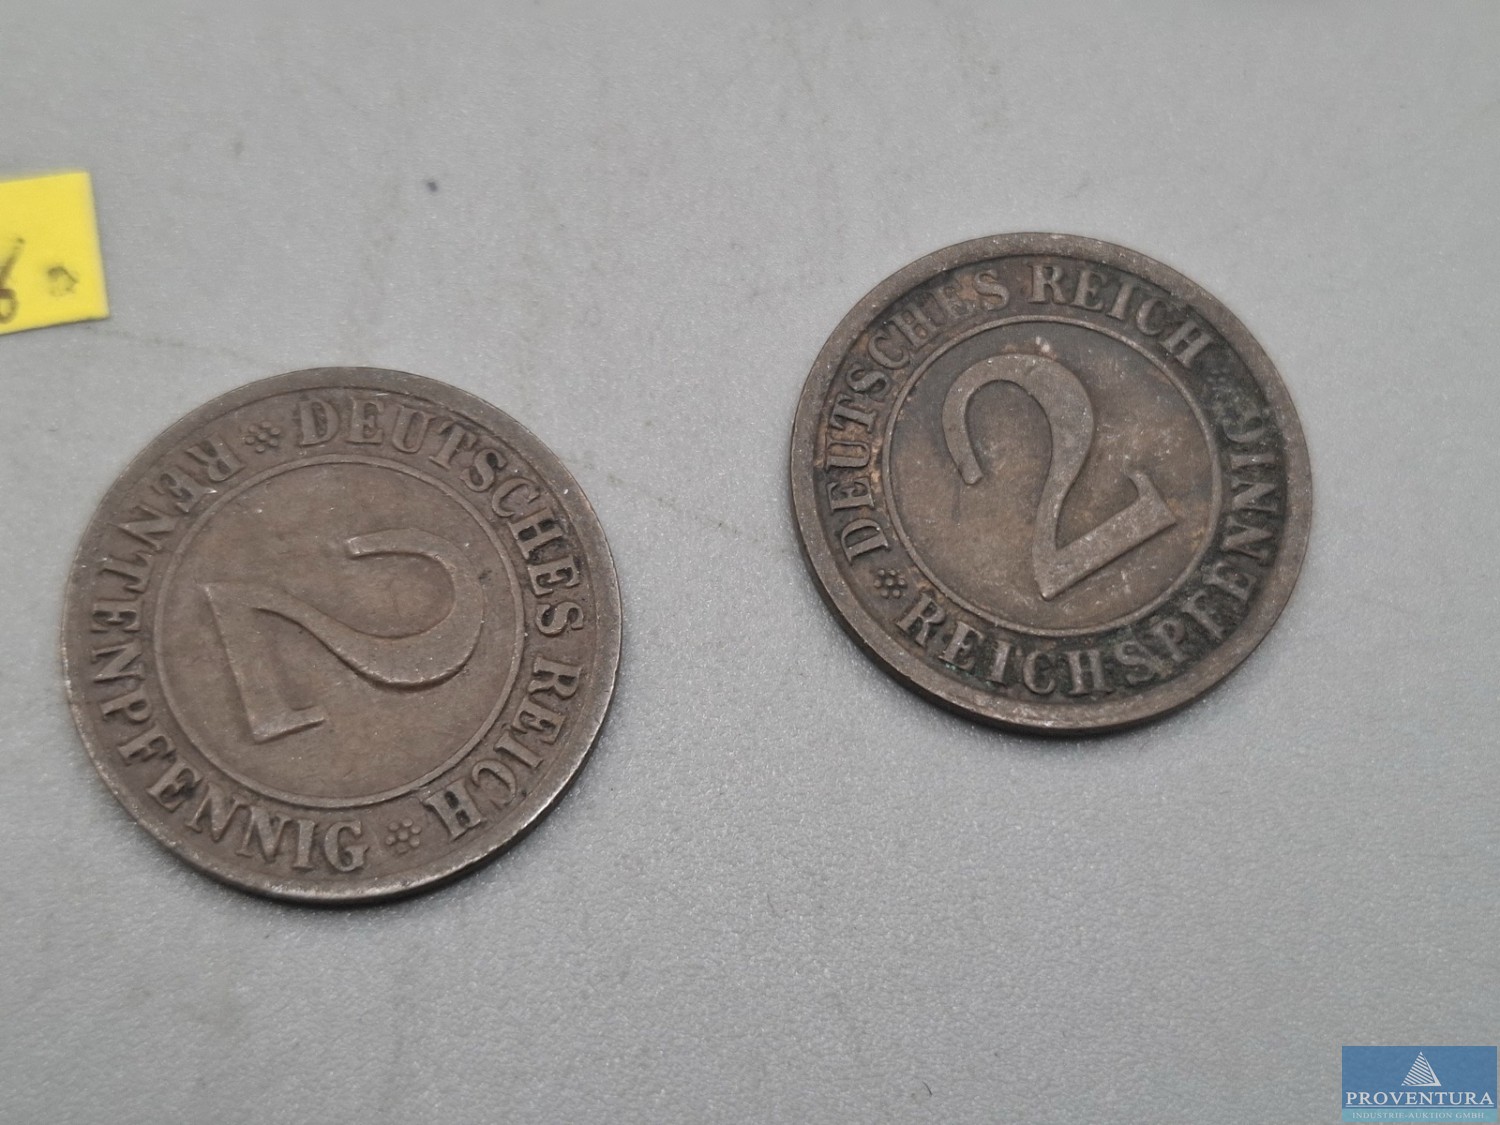 DEUTSCHES REICH
RENTENPFENNIG
2
DEUTSCHES REICH
REICHSPFENNIG
2
PROVENTURA
INDUSTRIE-AUKTION GMBH